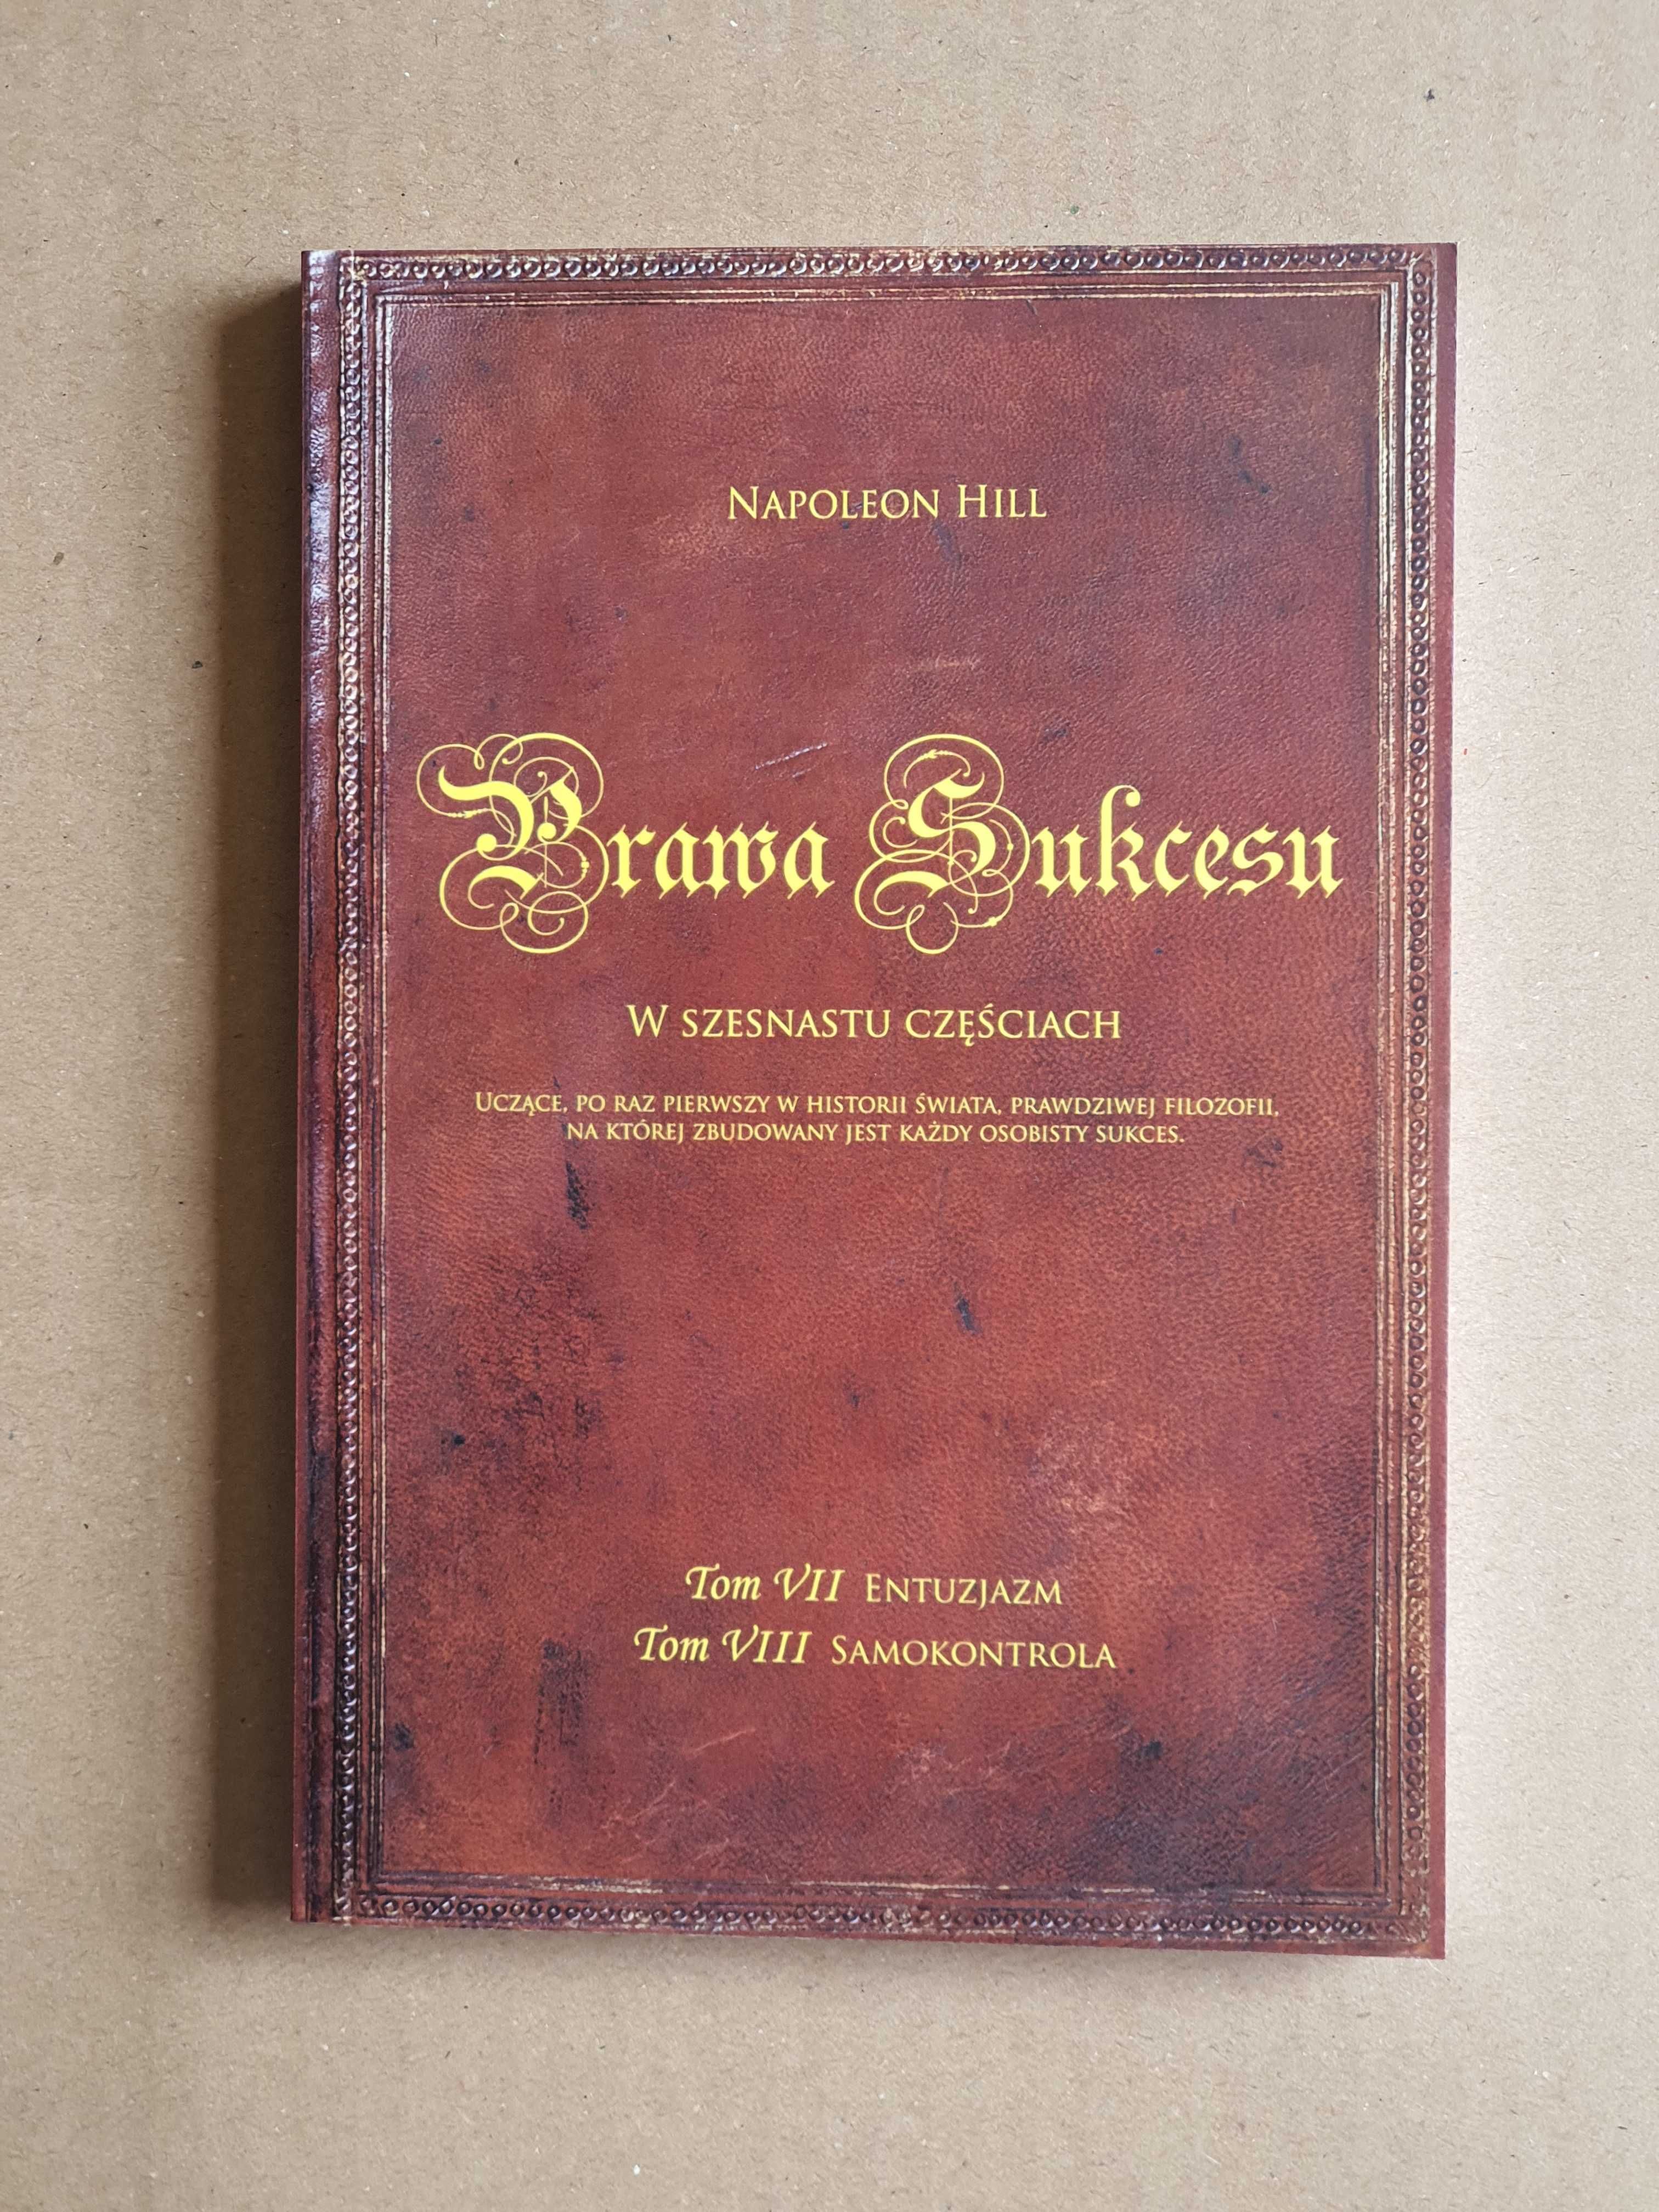 Napoleon Hill
Prawa Sukcesu
W szesnastu częściach
Uczące, po raz pierwszy w historii świata, prawdziwej filozofii,
na której zbudowany jest każdy osobisty sukces.
Tom VII Entuzjazm
Tom VIII Samokontrola